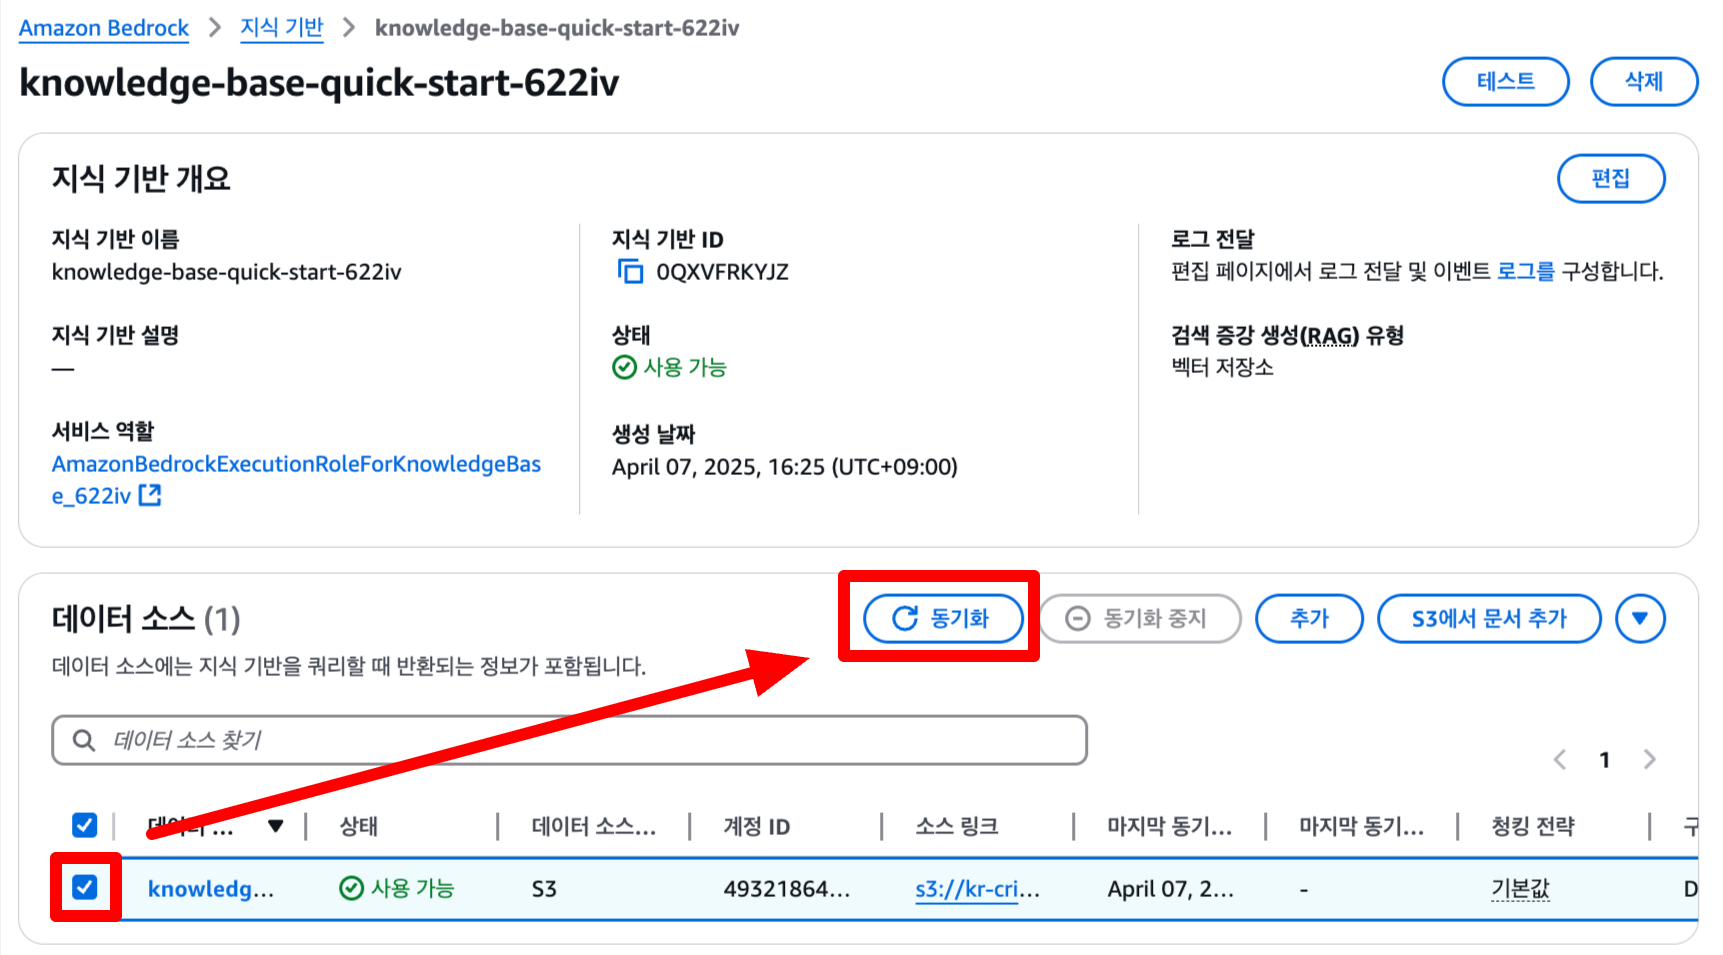 Amazon Bedrock > 지식 기반 > knowledge-base-quick-start-622iv
knowledge-base-quick-start-622iv
테스트
삭제
지식 기반 개요
편집
지식 기반 이름
knowledge-base-quick-start-622iv
지식 기반 설명
—
서비스 역할
AmazonBedrockExecutionRoleForKnowledgeBas
e_622iv
지식 기반 ID
0QXVFRKYJZ
상태
사용 가능
생성 날짜
April 07, 2025, 16:25 (UTC+09:00)
로그 전달
편집 페이지에서 로그 전달 및 이벤트 로그를 구성합니다.
검색 증강 생성(RAG) 유형
벡터 저장소
데이터 소스 (1)
동기화
동기화 중지
추가
S3에서 문서 추가
데이터 소스에는 지식 기반을 쿼리할 때 반환되는 정보가 포함됩니다.
데이터 소스 찾기
1
데이터 ... 상태 데이터 소스... 계정 ID 소스 링크 마지막 동기... 마지막 동기... 청킹 전략 구
knowledg... 사용 가능 S3 49321864... s3://kr-cri... April 07, 2... - 기본값 D